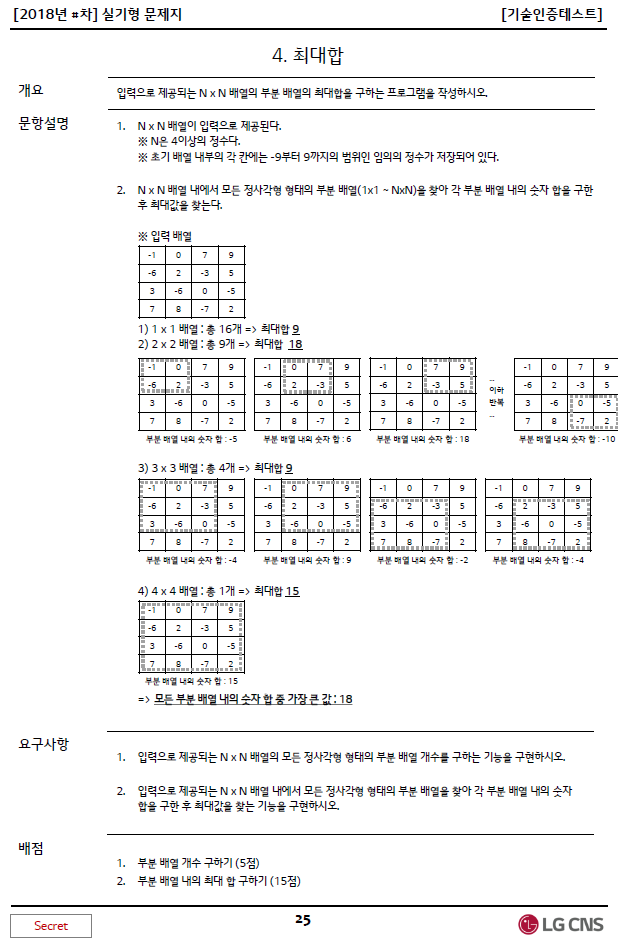 [2018년 #차] 실기형 문제지 [기술인증테스트]
4. 최대합
개요
입력으로 제공되는 N x N 배열의 부분 배열의 최대합을 구하는 프로그램을 작성하시오.
문항설명
1. N x N 배열이 입력으로 제공된다.
※ N은 4이상의 정수다.
※ 초기 배열 내부의 각 칸에는 -9부터 9까지의 범위인 임의의 정수가 저장되어 있다.
2. N x N 배열 내에서 모든 정사각형 형태의 부분 배열(1x1 ~ NxN)을 찾아 각 부분 배열 내의 숫자 합을 구한
후 최대값을 찾는다.
※ 입력 배열
-1 0 7 9
-6 2 -3 5
3 -6 0 -5
7 8 -7 2
1) 1 x 1 배열 : 총 16개 => 최대합 9
2) 2 x 2 배열 : 총 9개 => 최대합 18
-1 0 7 9 -1 0 7 9 -1 0 7 9 -1 0 7 9
-6 2 -3 5 -6 2 -3 5 -6 2 -3 5 -6 2 -3 5
3 -6 0 -5 3 -6 0 -5 3 -6 0 -5 3 -6 0 -5
7 8 -7 2 7 8 -7 2 7 8 -7 2 7 8 -7 2
..
이하
반복
..
부분 배열 내의 숫자 합 : -5 부분 배열 내의 숫자 합 : 6 부분 배열 내의 숫자 합 : 18 부분 배열 내의 숫자 합 : -10
3) 3 x 3 배열 : 총 4개 => 최대합 9
-1 0 7 9 -1 0 7 9 -1 0 7 9 -1 0 7 9
-6 2 -3 5 -6 2 -3 5 -6 2 -3 5 -6 2 -3 5
3 -6 0 -5 3 -6 0 -5 3 -6 0 -5 3 -6 0 -5
7 8 -7 2 7 8 -7 2 7 8 -7 2 7 8 -7 2
부분 배열 내의 숫자 합 : -4 부분 배열 내의 숫자 합 : 9 부분 배열 내의 숫자 합 : -2 부분 배열 내의 숫자 합 : -4
4) 4 x 4 배열 : 총 1개 => 최대합 15
-1 0 7 9
-6 2 -3 5
3 -6 0 -5
7 8 -7 2
부분 배열 내의 숫자 합 : 15
=> 모든 부분 배열 내의 숫자 합 중 가장 큰 값 : 18
요구사항
1. 입력으로 제공되는 N x N 배열의 모든 정사각형 형태의 부분 배열 개수를 구하는 기능을 구현하시오.
2. 입력으로 제공되는 N x N 배열 내에서 모든 정사각형 형태의 부분 배열을 찾아 각 부분 배열 내의 숫자
합을 구한 후 최대값을 찾는 기능을 구현하시오.
배점
1. 부분 배열 개수 구하기 (5점)
2. 부분 배열 내의 최대 합 구하기 (15점)
Secret
25
LG CNS